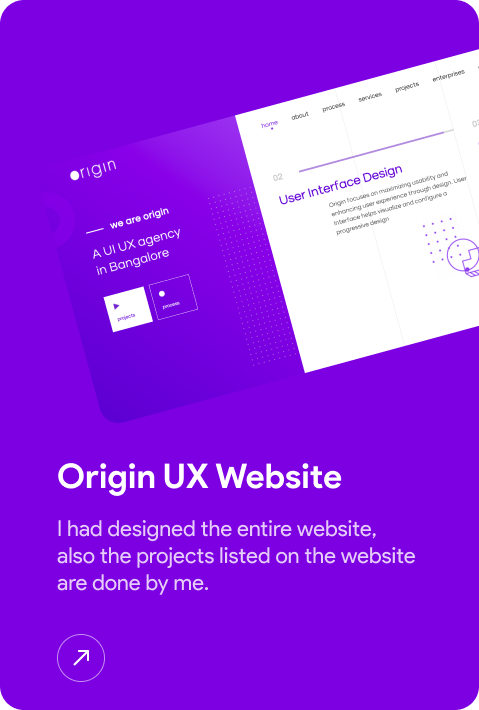 origin
we are origin
A UI UX agency
in Bangalore
projects
process
home
about
process
services
projects
enterprises
02
User Interface Design
Origin focuses on maximizing usability and
enhancing user experience through design. User
Interface helps visualize and configure a
progressive design
Origin UX Website
I had designed the entire website,
also the projects listed on the website
are done by me.